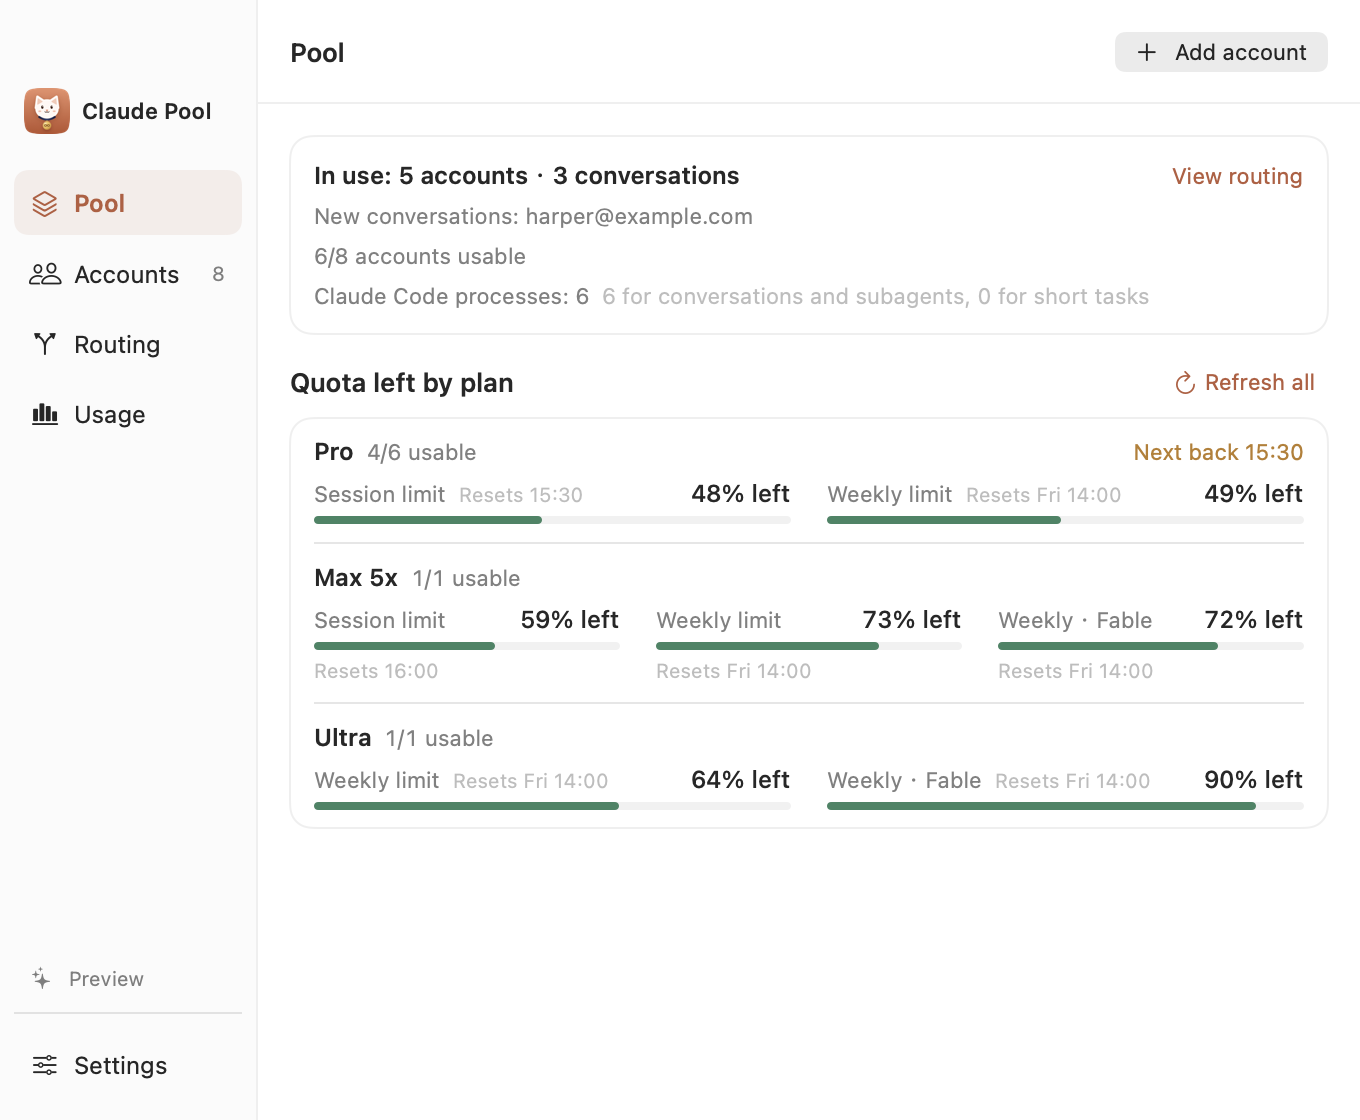 Pool
Add account
Claude Pool
Pool
Accounts 8
Routing
Usage
Preview
Settings
In use: 5 accounts · 3 conversations
View routing
New conversations: harper@example.com
6/8 accounts usable
Claude Code processes: 6 6 for conversations and subagents, 0 for short tasks
Quota left by plan
Refresh all
Pro 4/6 usable
Next back 15:30
Session limit Resets 15:30 48% left
Weekly limit Resets Fri 14:00 49% left
Max 5x 1/1 usable
Session limit 59% left
Resets 16:00
Weekly limit 73% left
Resets Fri 14:00
Weekly · Fable 72% left
Resets Fri 14:00
Ultra 1/1 usable
Weekly limit Resets Fri 14:00 64% left
Weekly · Fable Resets Fri 14:00 90% left